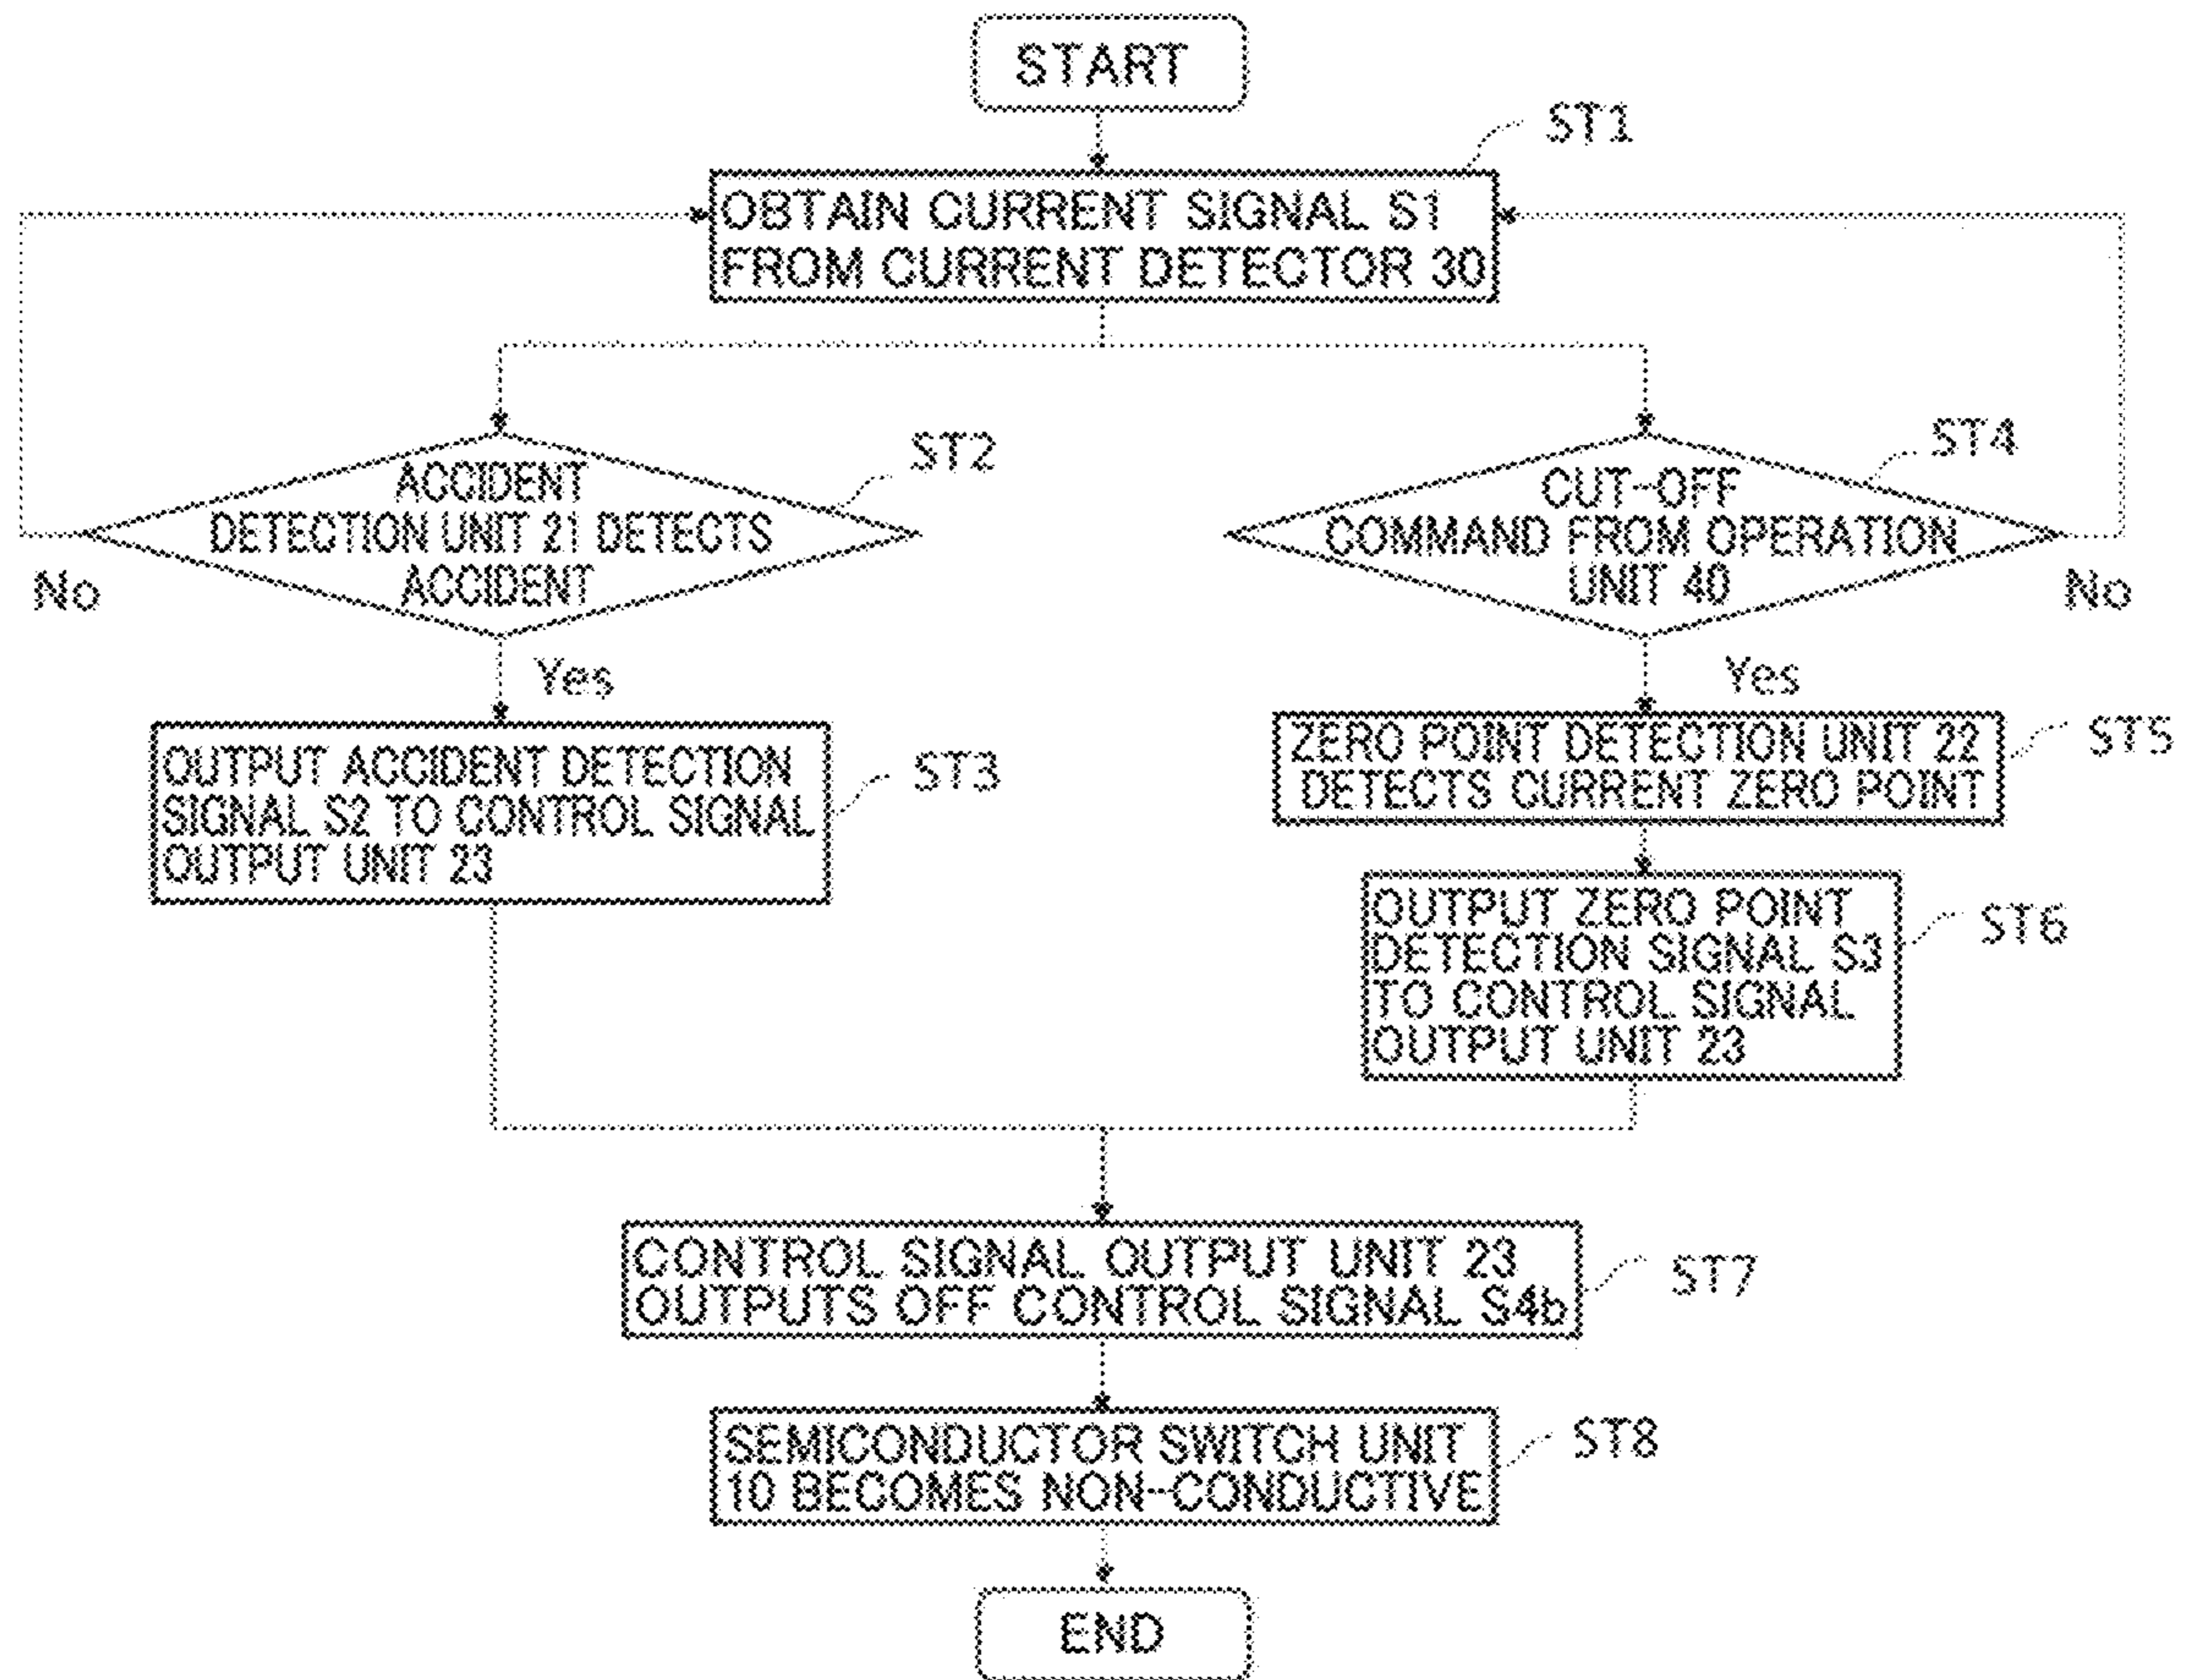 START
ST1
OBTAIN CURRENT SIGNAL S1
FROM CURRENT DETECTOR 30
ST2
ACCIDENT
DETECTION UNIT 21 DETECTS
ACCIDENT
No
Yes
ST4
CUT-OFF
COMMAND FROM OPERATION
UNIT 40
No
Yes
OUTPUT ACCIDENT DETECTION
SIGNAL S2 TO CONTROL SIGNAL
OUTPUT UNIT 23
ST3
ZERO POINT DETECTION UNIT 22
DETECTS CURRENT ZERO POINT
ST5
OUTPUT ZERO POINT
DETECTION SIGNAL S3
TO CONTROL SIGNAL
OUTPUT UNIT 23
ST6
CONTROL SIGNAL OUTPUT UNIT 23
OUTPUTS OFF CONTROL SIGNAL S4b
ST7
SEMICONDUCTOR SWITCH UNIT
10 BECOMES NON-CONDUCTIVE
ST8
END